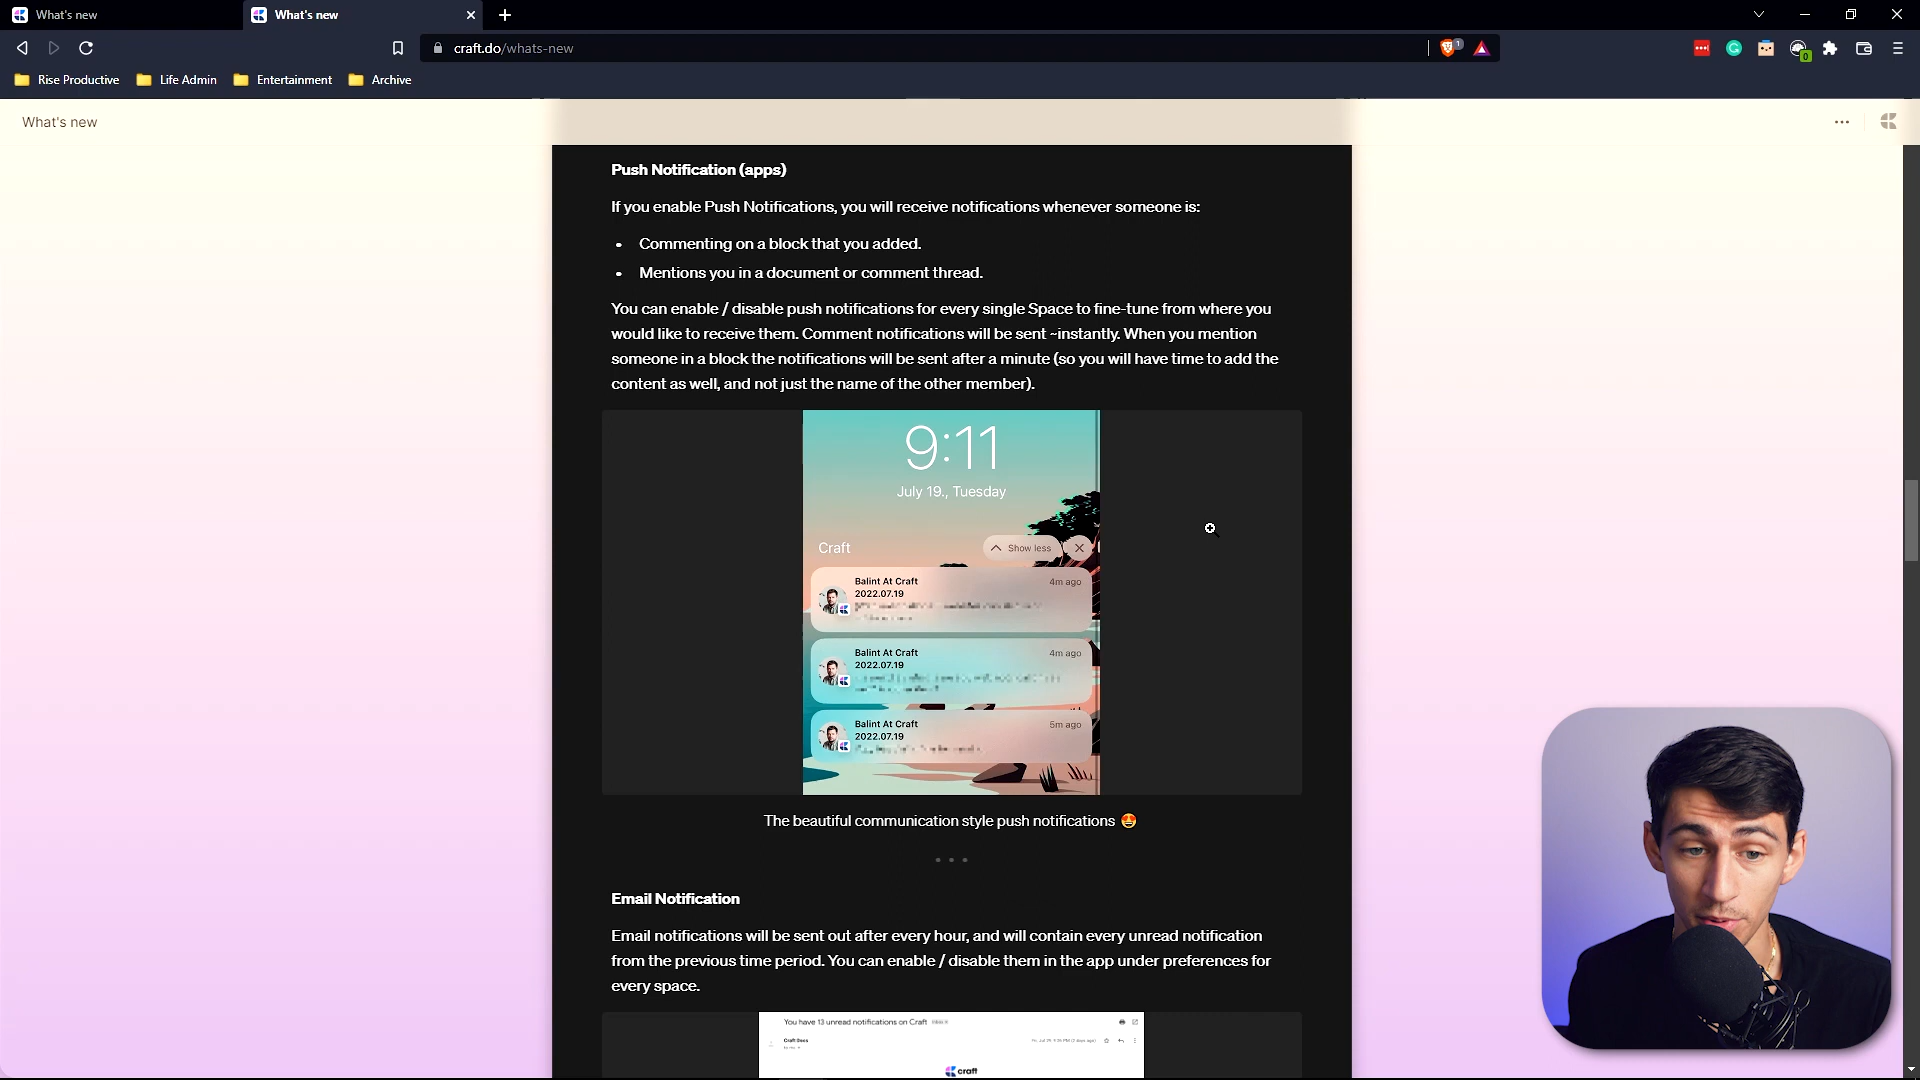 What's new
What's new
craft.do/whats-new
1
0
Rise Productive
Life Admin
Entertainment
Archive
What's new
Push Notification (apps)
If you enable Push Notifications, you will receive notifications whenever someone is:
• Commenting on a block that you added.
• Mentions you in a document or comment thread.
You can enable / disable push notifications for every single Space to fine-tune from where you
would like to receive them. Comment notifications will be sent ~instantly. When you mention
someone in a block the notifications will be sent after a minute (so you will have time to add the
content as well, and not just the name of the other member).
9:11
July 19., Tuesday
Craft
Show less
Balint At Craft
4m ago
2022.07.19
Balint At Craft
4m ago
2022.07.19
Balint At Craft
5m ago
2022.07.19
The beautiful communication style push notifications 🤩
Email Notification
Email notifications will be sent out after every hour, and will contain every unread notification
from the previous time period. You can enable / disable them in the app under preferences for
every space.
You have 13 unread notifications on Craft
Craft Docs
craft